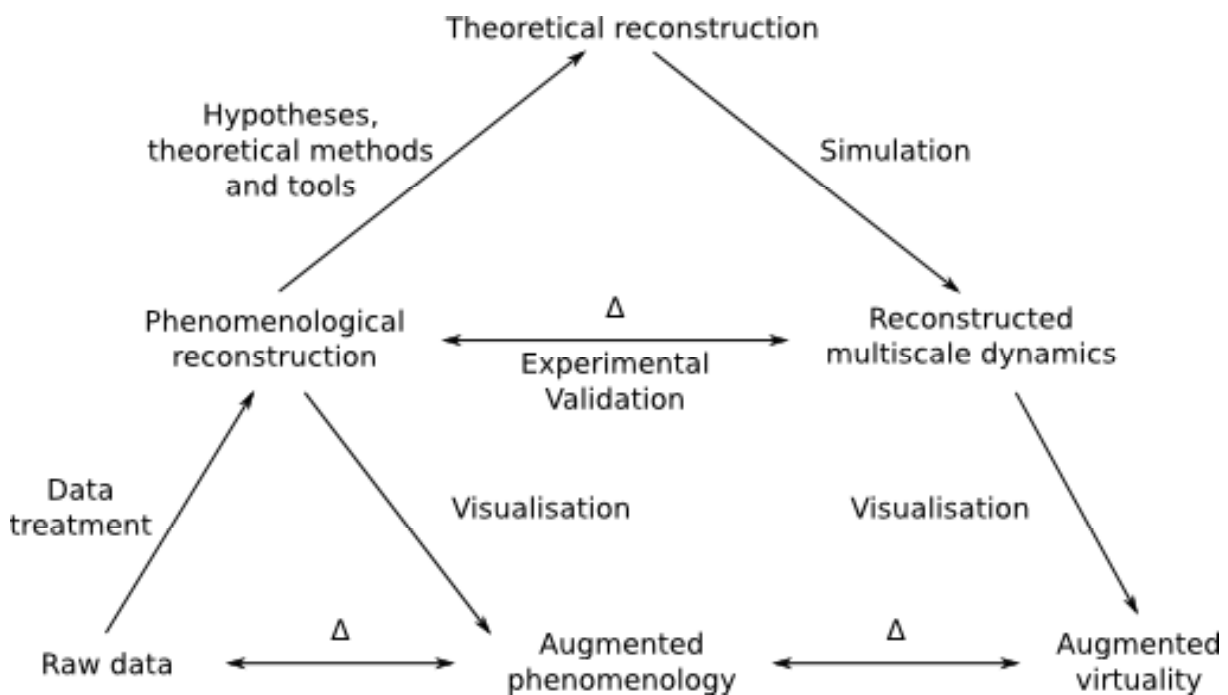 Theoretical reconstruction
Hypotheses,
theoretical methods
and tools
Simulation
Phenomenological
reconstruction
Δ
Experimental
Validation
Reconstructed
multiscale dynamics
Data
treatment
Visualisation
Visualisation
Raw data
Δ
Augmented
phenomenology
Δ
Augmented
virtuality